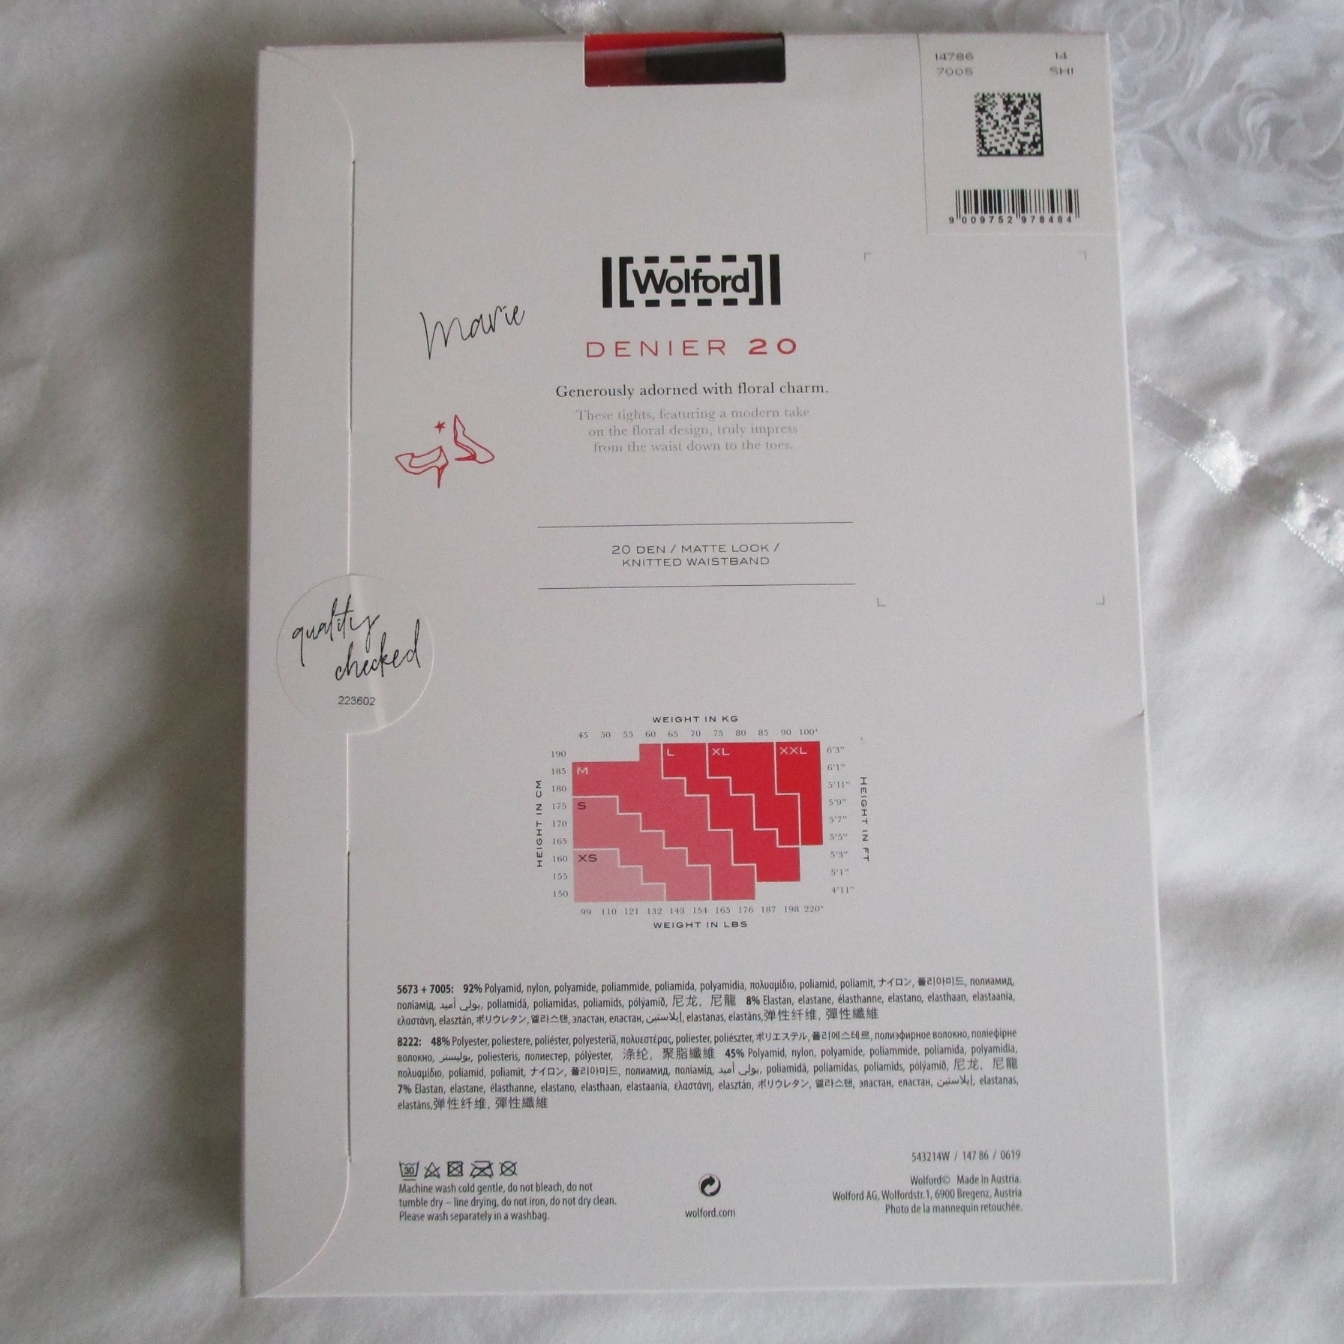 14786 14
7005 SHI
9 009752 978484
Wolford
Marie
DENIER 20
Generously adorned with floral charm.
These tights, featuring a modern take
on the floral design, truly impress
from the waist down to the toes.
20 DEN / MATTE LOOK /
KNITTED WAISTBAND
quality
checked
223602
WEIGHT IN KG
45 50 55 60 65 70 75 80 85 90 100+
HEIGHT IN CM
190 L XL XXL 6'3"
185 M 6'1"
180 5'11"
175 S 5'9"
170 5'7"
165 5'5"
160 XS 5'3"
155 5'1"
150 4'11"
HEIGHT IN FT
99 110 121 132 143 154 165 176 187 198 220+
WEIGHT IN LBS
5673 + 7005: 92% Polyamid, nylon, polyamide, poliammide, poliamida, polyamidia, πολυαμίδιο, poliamid, poliamit, ナイロン, 폴리아미드, полиамид,
поліамід, بولي أميد, poliamidă, poliamidas, poliamīds, pólýamíð, 尼龙, 尼龍 8% Elastan, elastane, élasthanne, elastano, elasthaan, elastaania,
ελαστάνη, elasztán, ポリウレタン, 엘라스탠, эластан, еластан, إيلاستين, elastanas, elastāns,弹性纤维, 彈性纖維
8222: 48% Polyester, poliestere, poliéster, polyesteriä, πολυεστέρας, poliester, poliészter, ポリエステル, 폴리에스테르, полиэфирное волокно, поліефірне
волокно, بوليستر, poliesteris, полиестер, pólýester, 涤纶, 聚脂纖維 45% Polyamid, nylon, polyamide, poliammide, poliamida, polyamidia,
πολυαμίδιο, poliamid, poliamit, ナイロン, 폴리아미드, полиамид, поліамід, بولي أميد, poliamidă, poliamidas, poliamīds, pólýamíð, 尼龙, 尼龍
7% Elastan, elastane, élasthanne, elastano, elasthaan, elastaania, ελαστάνη, elasztán, ポリウレタン, 엘라스탠, эластан, еластан, إيلاستين, elastanas,
elastāns,弹性纤维, 彈性纖維
30
Machine wash cold gentle, do not bleach, do not
tumble dry – line drying, do not iron, do not dry clean.
Please wash separately in a washbag.
wolford.com
543214W / 147 86 / 0619
Wolford© Made in Austria.
Wolford AG, Wolfordstr.1, 6900 Bregenz, Austria
Photo de la mannequin retouchée.